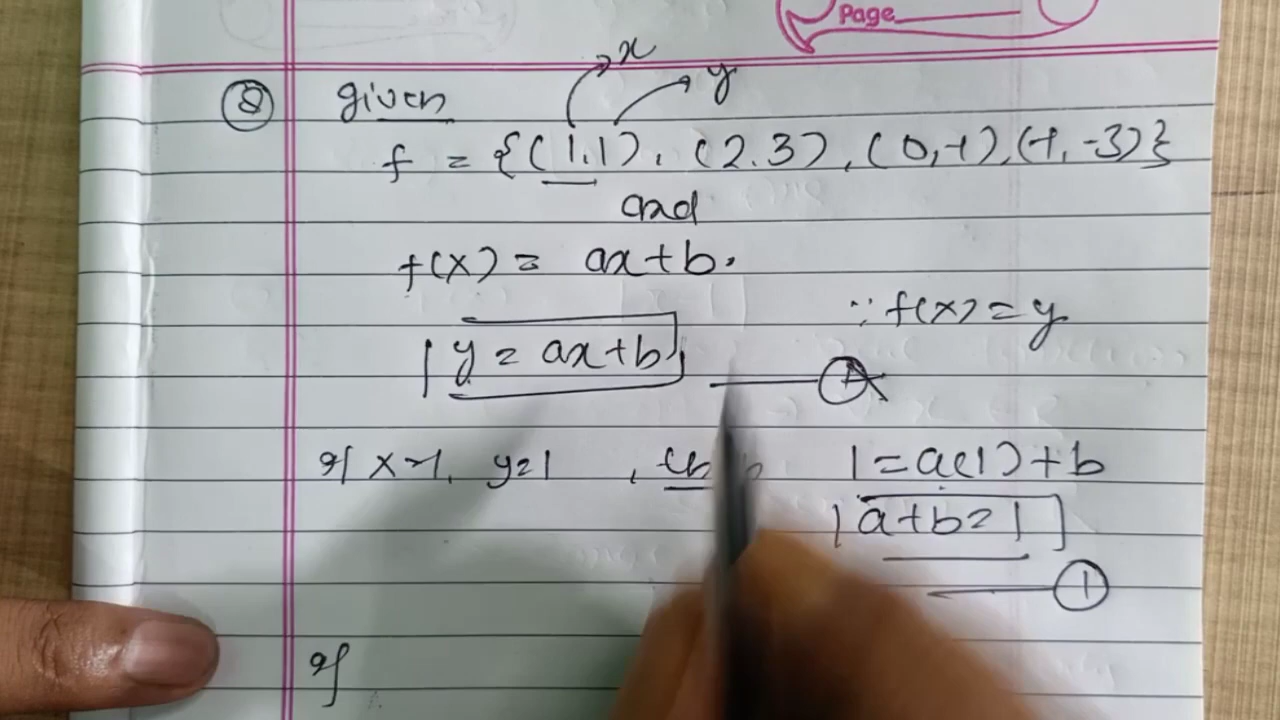 Page
x
y
⑧ given
f = {(1,1), (2,3), (0,-1), (-1,-3)}
and
f(x) = ax+b.
∵ f(x) = y
y = ax+b
A
If x=1, y=1, 1 = a(1)+b
a+b=1
①
If